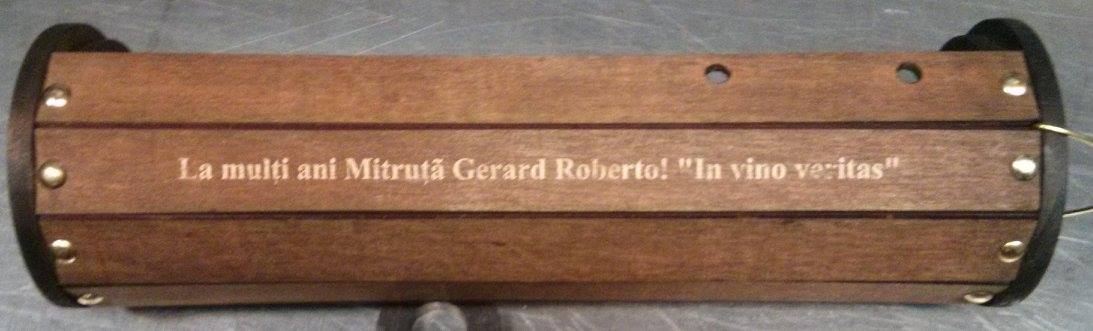 La mulți ani Mitruță Gerard Roberto! "In vino veritas"